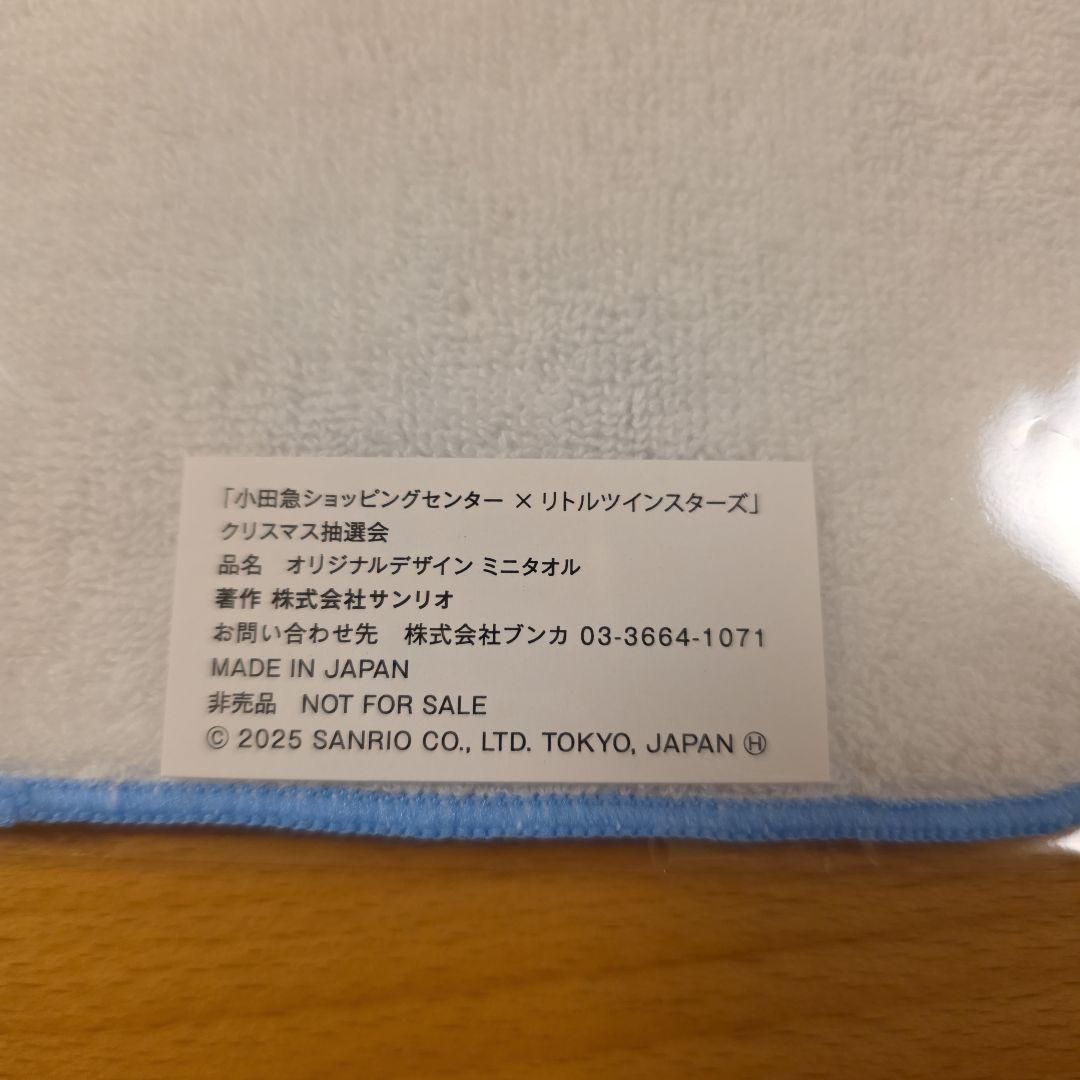 「小田急ショッピングセンター × リトルツインスターズ」
クリスマス抽選会
品名　オリジナルデザイン ミニタオル
著作 株式会社サンリオ
お問い合わせ先　株式会社ブンカ 03-3664-1071
MADE IN JAPAN
非売品　NOT FOR SALE
© 2025 SANRIO CO., LTD. TOKYO, JAPAN Ⓗ